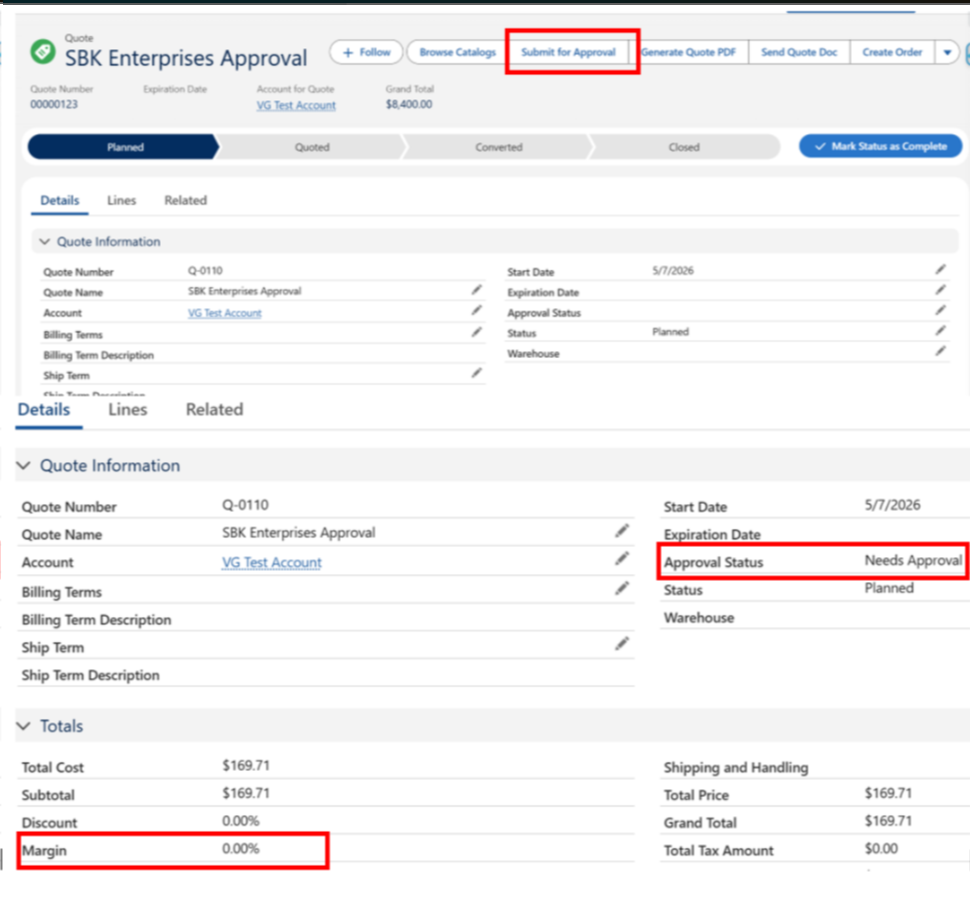 Quote
SBK Enterprises Approval
+ Follow
Browse Catalogs
Submit for Approval
Generate Quote PDF
Send Quote Doc
Create Order
Quote Number
Expiration Date
Account for Quote
Grand Total
00000123
VG Test Account
$8,400.00
Planned
Quoted
Converted
Closed
Mark Status as Complete
Details
Lines
Related
Quote Information
Quote Number Q-0110
Start Date 5/7/2026
Quote Name SBK Enterprises Approval
Expiration Date
Account VG Test Account
Approval Status
Billing Terms
Status Planned
Billing Term Description
Warehouse
Ship Term
Ship Term Description
Details
Lines
Related
Quote Information
Quote Number Q-0110
Start Date 5/7/2026
Quote Name SBK Enterprises Approval
Expiration Date
Account VG Test Account
Approval Status Needs Approval
Billing Terms
Status Planned
Billing Term Description
Warehouse
Ship Term
Ship Term Description
Totals
Total Cost $169.71
Shipping and Handling
Subtotal $169.71
Total Price $169.71
Discount 0.00%
Grand Total $169.71
Margin 0.00%
Total Tax Amount $0.00